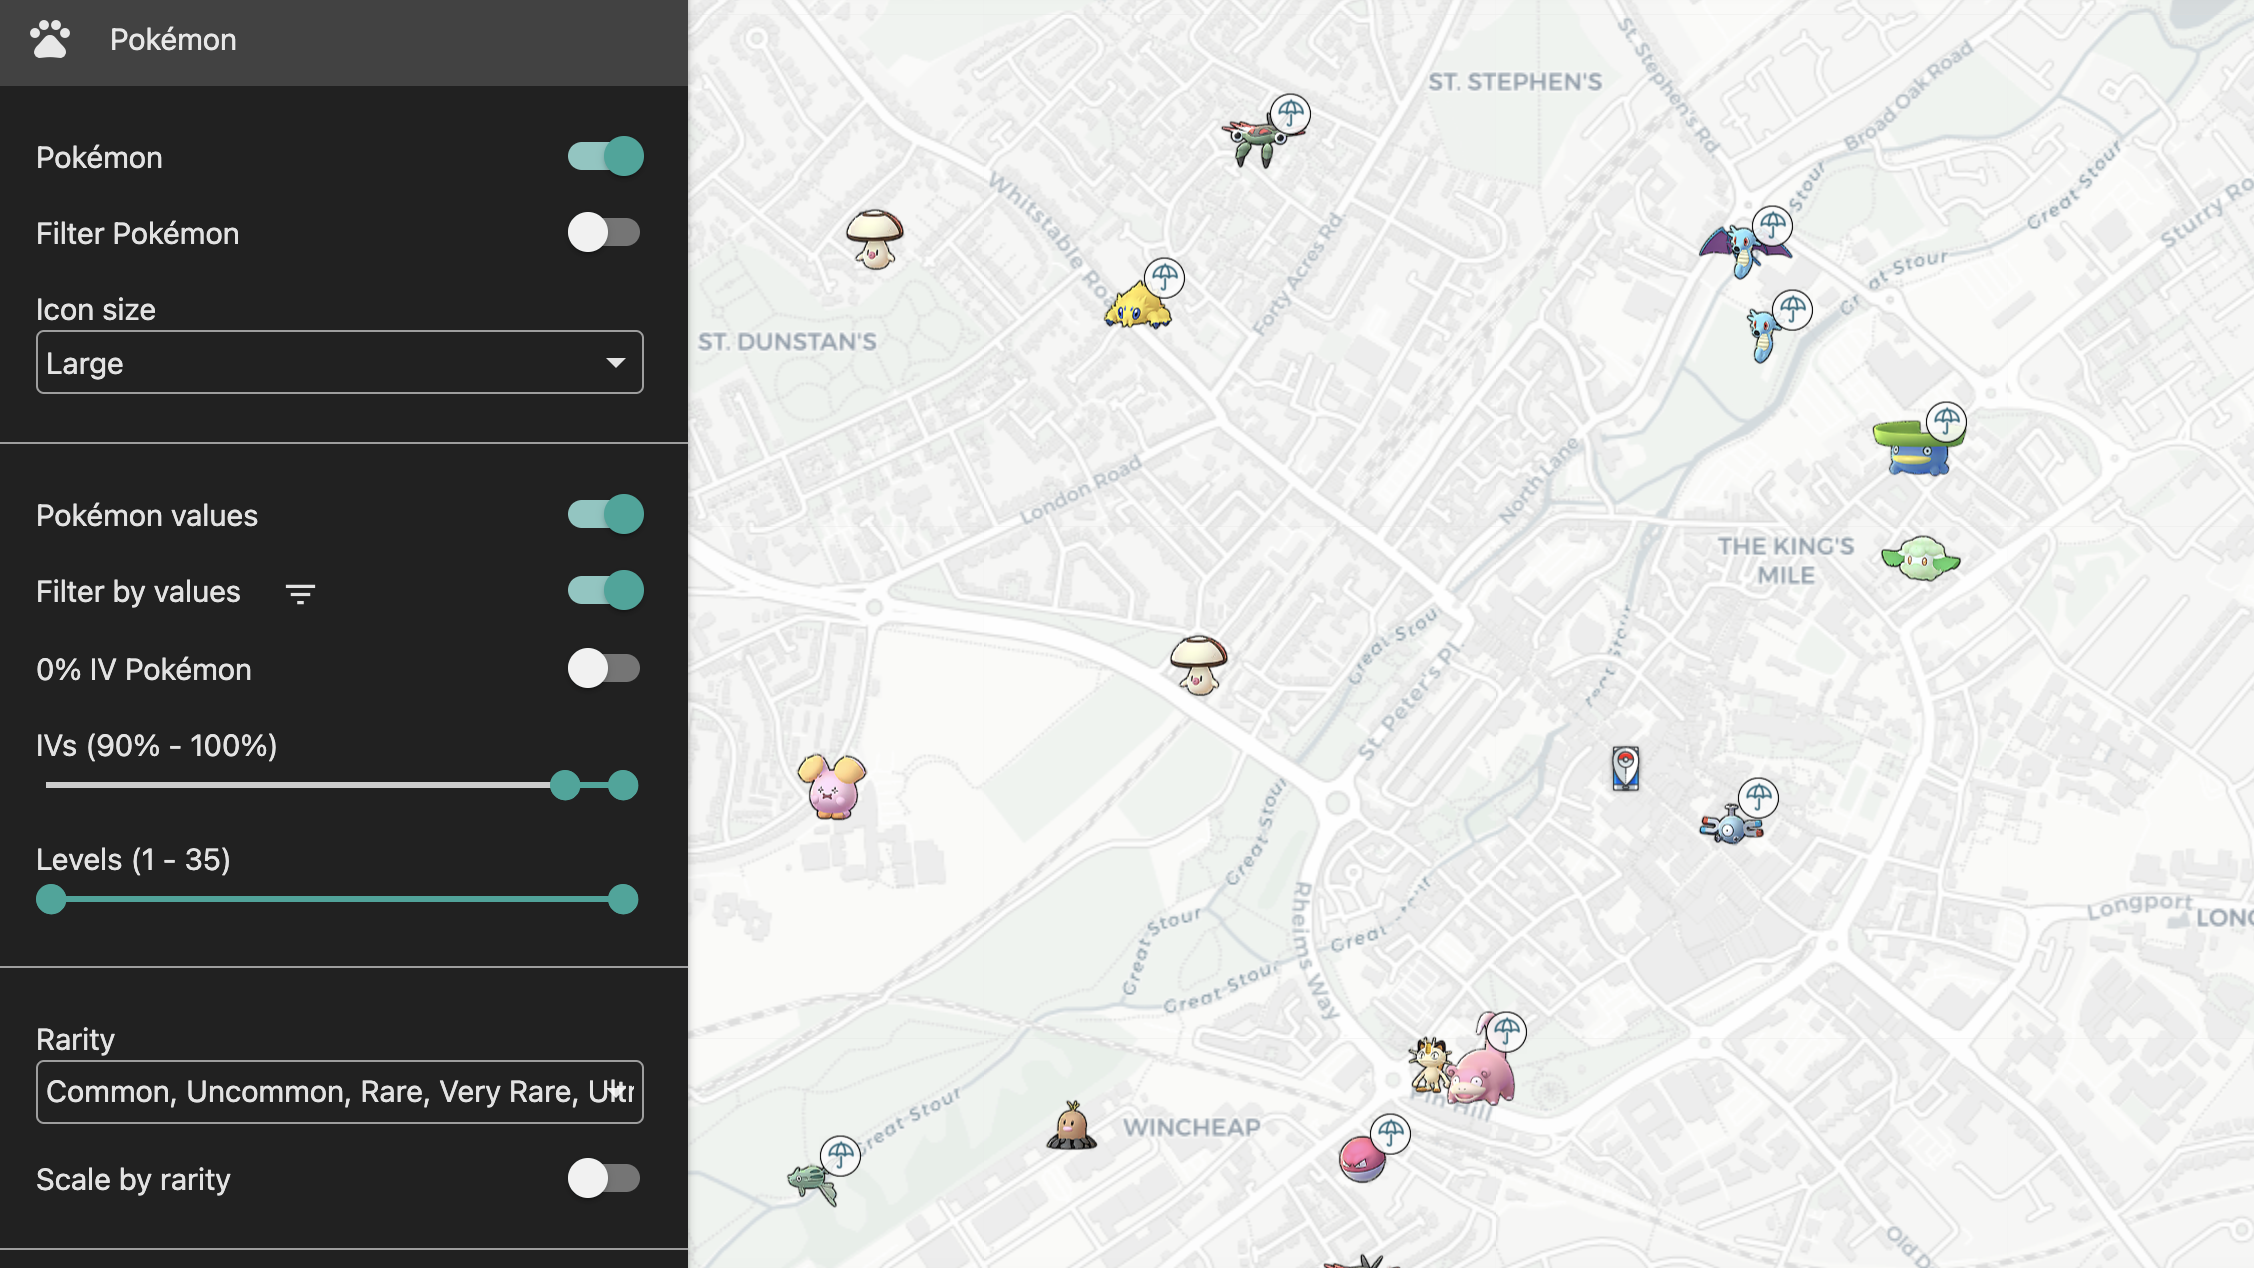 Pokémon
Pokémon
Filter Pokémon
Icon size
Large
Pokémon values
Filter by values
0% IV Pokémon
IVs (90% - 100%)
Levels (1 - 35)
Rarity
Common, Uncommon, Rare, Very Rare, Ultr
Scale by rarity
ST. STEPHEN'S
St. Stephen's Rd.
Broad Oak Road
Stour
Great Stour
Sturry Ro
Whitstable Roa
Forty Acres Rd.
Great Stour
ST. DUNSTAN'S
London Road
North Lane
THE KING'S
MILE
Great Stour
St. Peter's Pl.
Great Stour
Rheims Way
Great
Great Stour
Great Stour
Longport
LONG
Pin Hill
WINCHEAP
Great Stour
Old D